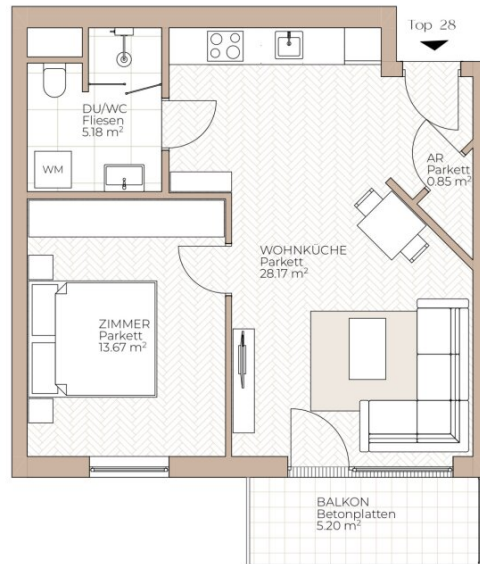 Top 28
DU/WC
Fliesen
5.18 m²
WM
AR
Parkett
0.85 m²
WOHNKÜCHE
Parkett
28.17 m²
ZIMMER
Parkett
13.67 m²
BALKON
Betonplatten
5.20 m²